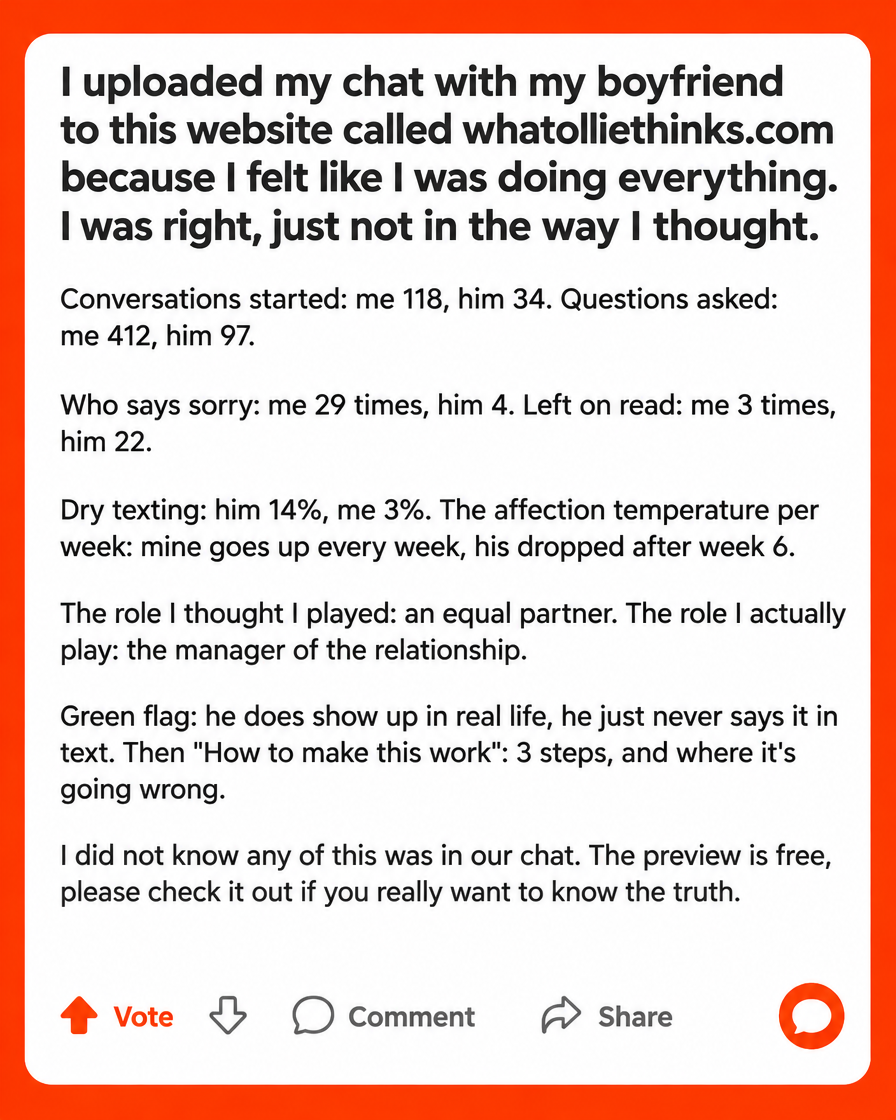 I uploaded my chat with my boyfriend
to this website called whatolliethinks.com
because I felt like I was doing everything.
I was right, just not in the way I thought.
Conversations started: me 118, him 34. Questions asked:
me 412, him 97.
Who says sorry: me 29 times, him 4. Left on read: me 3 times,
him 22.
Dry texting: him 14%, me 3%. The affection temperature per
week: mine goes up every week, his dropped after week 6.
The role I thought I played: an equal partner. The role I actually
play: the manager of the relationship.
Green flag: he does show up in real life, he just never says it in
text. Then "How to make this work": 3 steps, and where it's
going wrong.
I did not know any of this was in our chat. The preview is free,
please check it out if you really want to know the truth.
Vote Comment Share